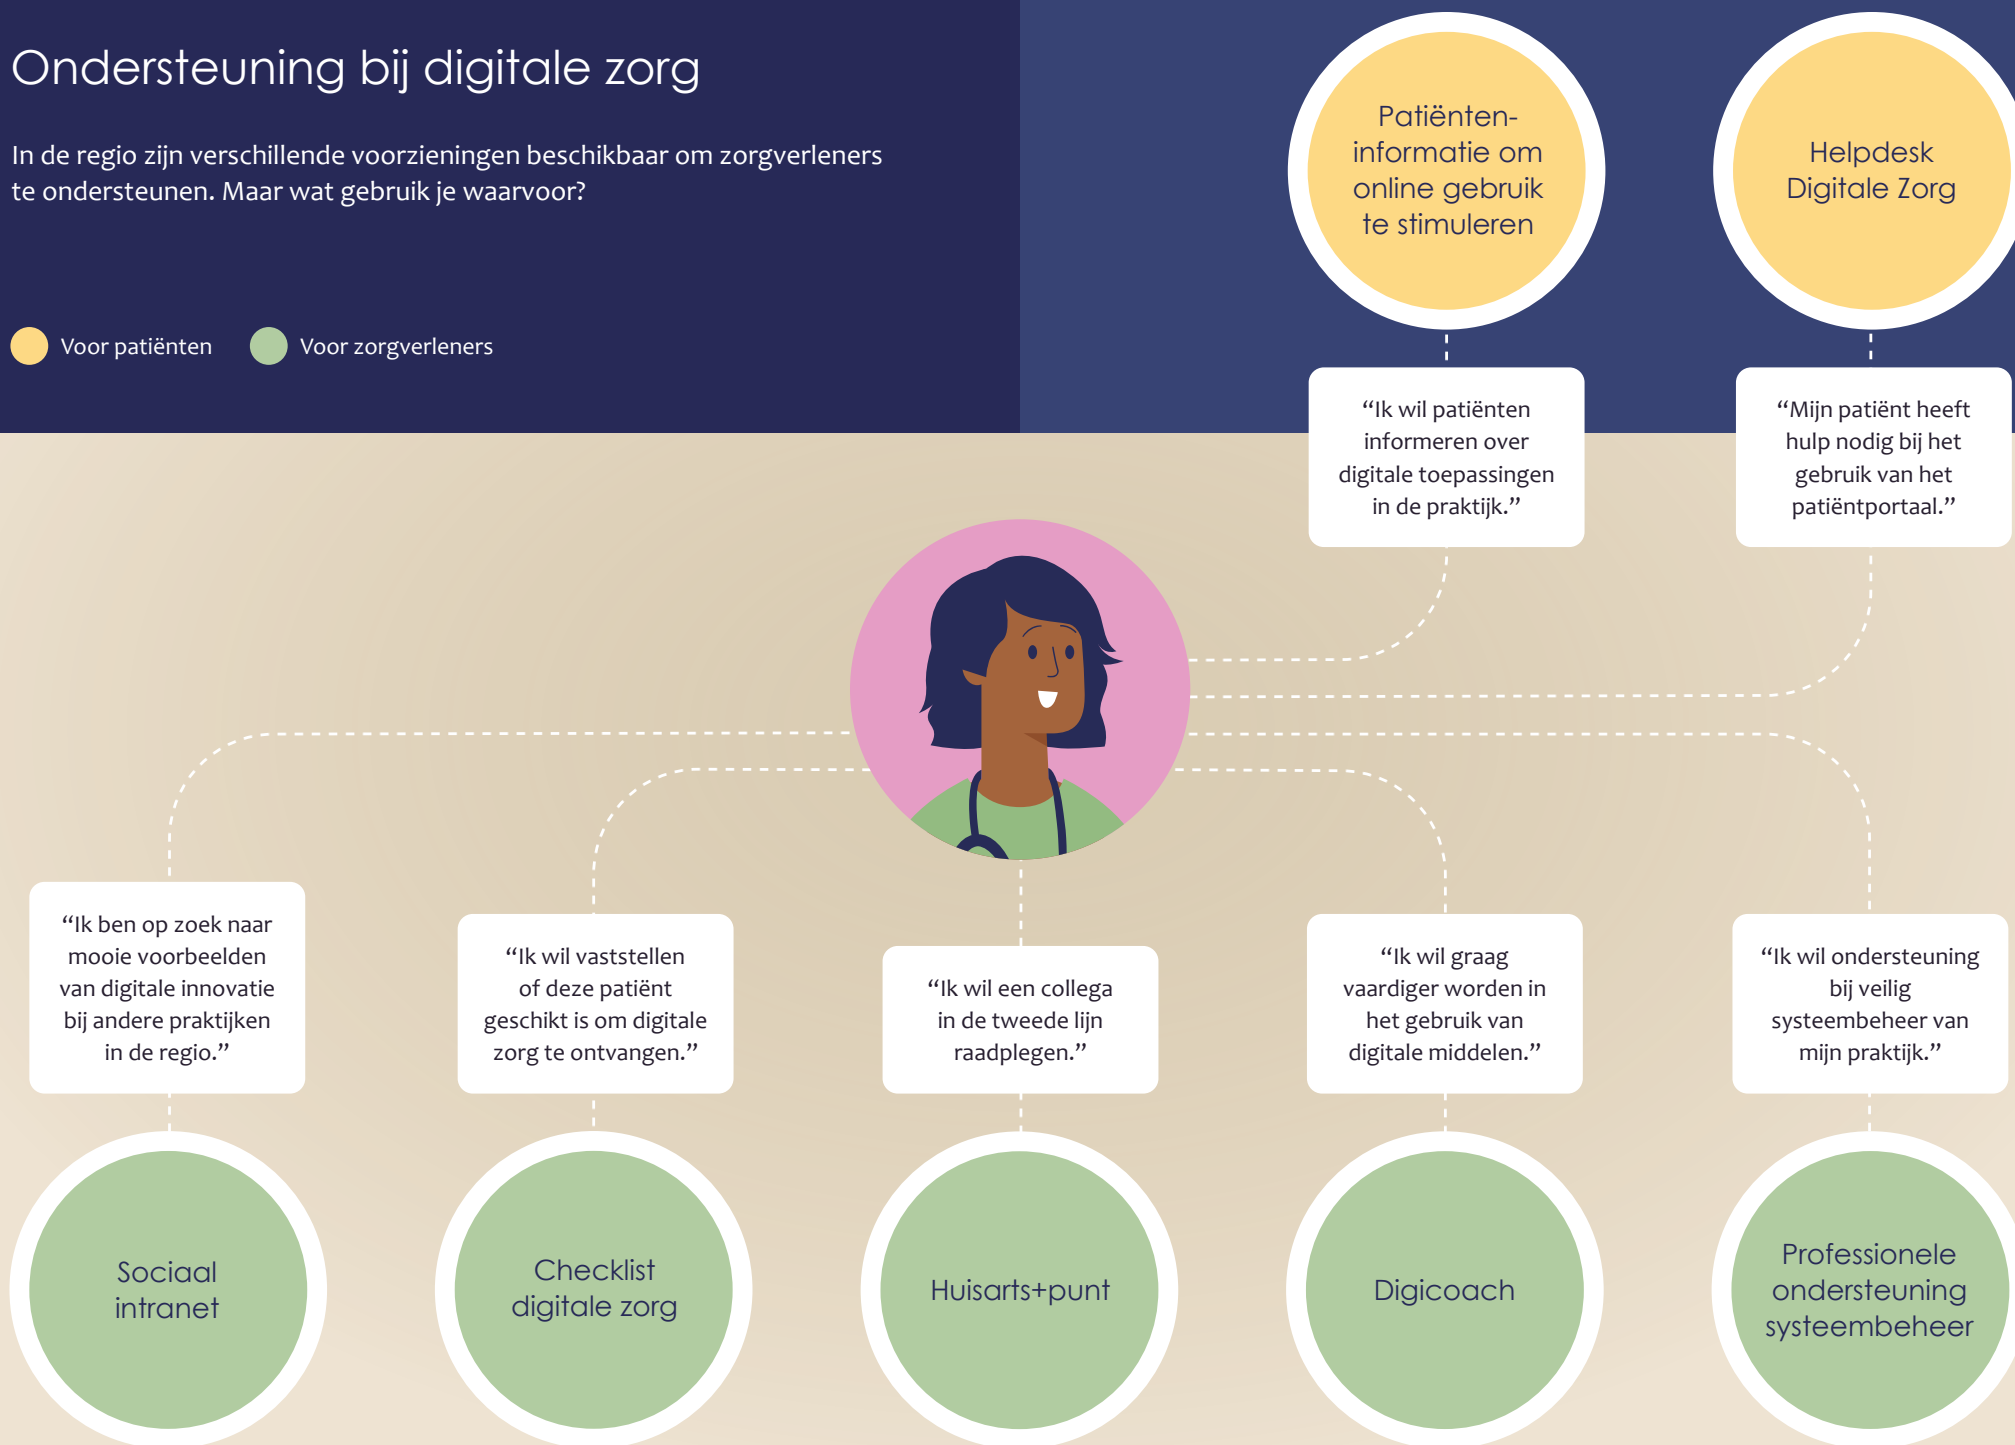 Ondersteuning bij digitale zorg
In de regio zijn verschillende voorzieningen beschikbaar om zorgverleners
te ondersteunen. Maar wat gebruik je waarvoor?
Voor patiënten
Voor zorgverleners
Patiënten-
informatie om
online gebruik
te stimuleren
Helpdesk
Digitale Zorg
“Ik wil patiënten
informeren over
digitale toepassingen
in de praktijk.”
“Mijn patiënt heeft
hulp nodig bij het
gebruik van het
patiëntportaal.”
“Ik ben op zoek naar
mooie voorbeelden
van digitale innovatie
bij andere praktijken
in de regio.”
“Ik wil vaststellen
of deze patiënt
geschikt is om digitale
zorg te ontvangen.”
“Ik wil een collega
in de tweede lijn
raadplegen.”
“Ik wil graag
vaardiger worden in
het gebruik van
digitale middelen.”
“Ik wil ondersteuning
bij veilig
systeembeheer van
mijn praktijk.”
Sociaal
intranet
Checklist
digitale zorg
Huisarts+punt
Digicoach
Professionele
ondersteuning
systeembeheer